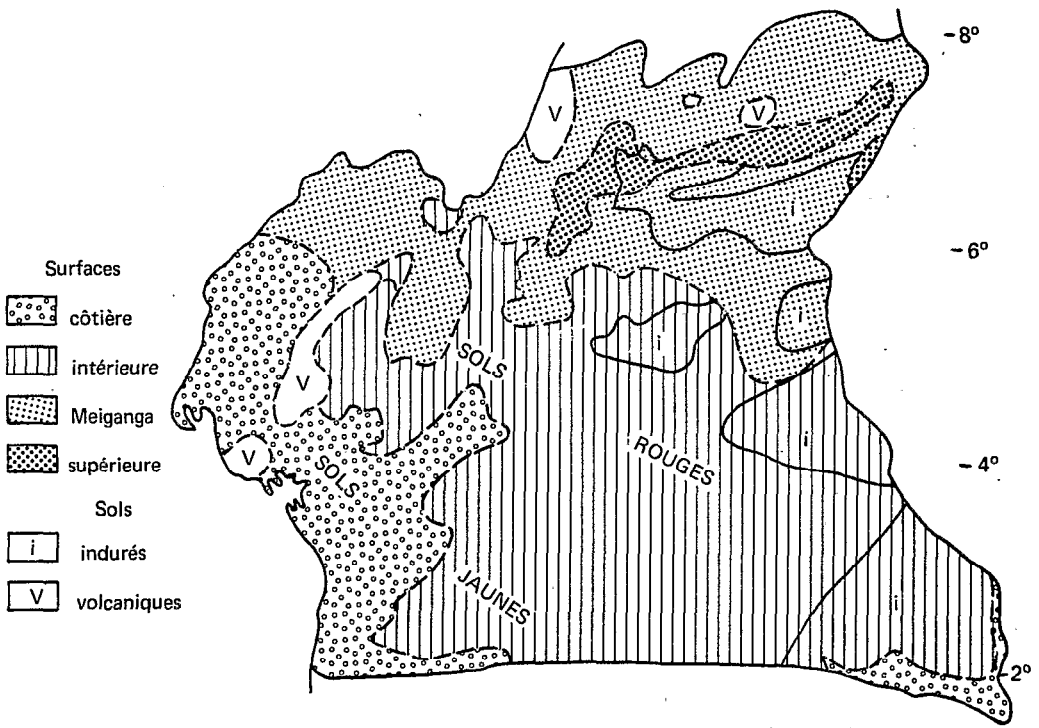 Surfaces
côtière
intérieure
Meiganga
supérieure
Sols
i indurés
V volcaniques
V
V
V
V
i
i
i
i
i
SOLS
ROUGES
SOLS
JAUNES
-8°
-6°
-4°
-2°